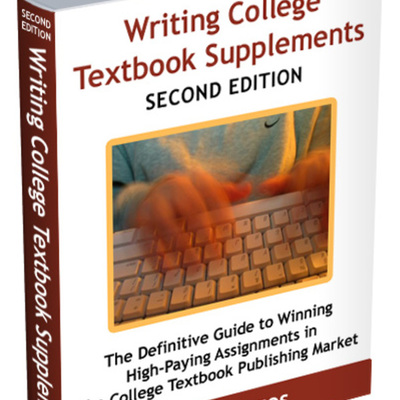 Writing College
Textbook Supplements
SECOND EDITION
The Definitive Guide to Winning
High-Paying Assignments in
College Textbook Publishing Market
SECOND
EDITION
Writing College Textbook